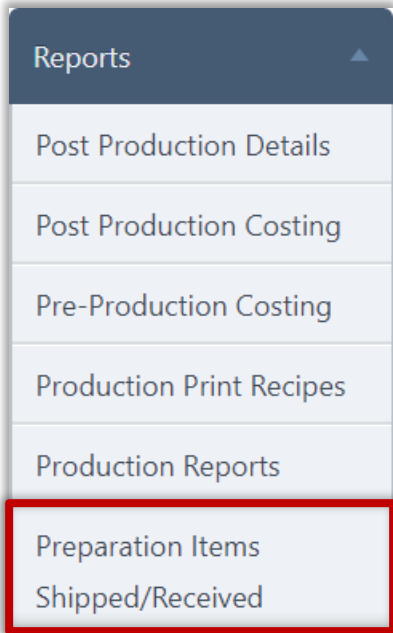 Reports
Post Production Details
Post Production Costing
Pre-Production Costing
Production Print Recipes
Production Reports
Preparation Items
Shipped/Received